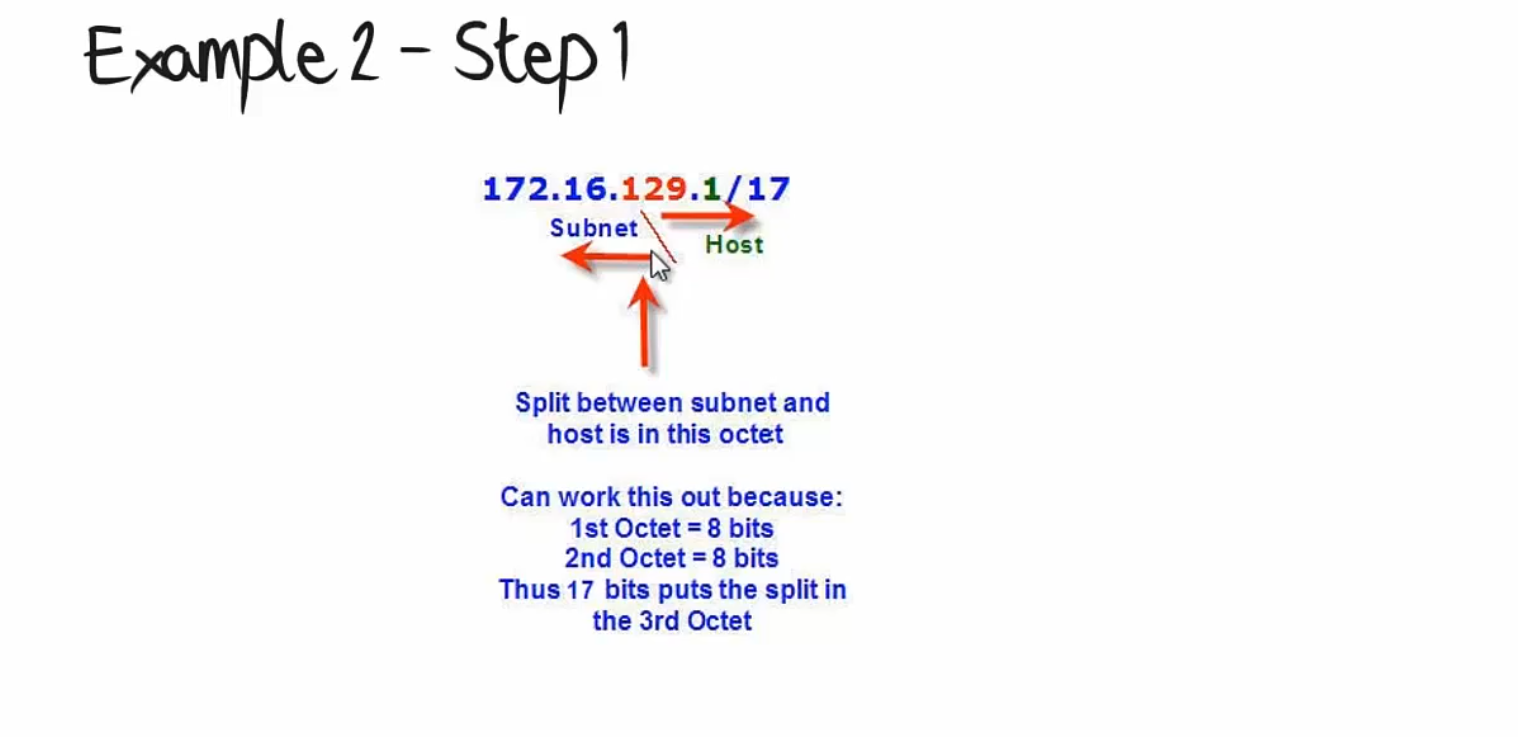 Example 2 - Step 1
172.16.129.1/17
Subnet
Host
Split between subnet and
host is in this octet
Can work this out because:
1st Octet = 8 bits
2nd Octet = 8 bits
Thus 17 bits puts the split in
the 3rd Octet